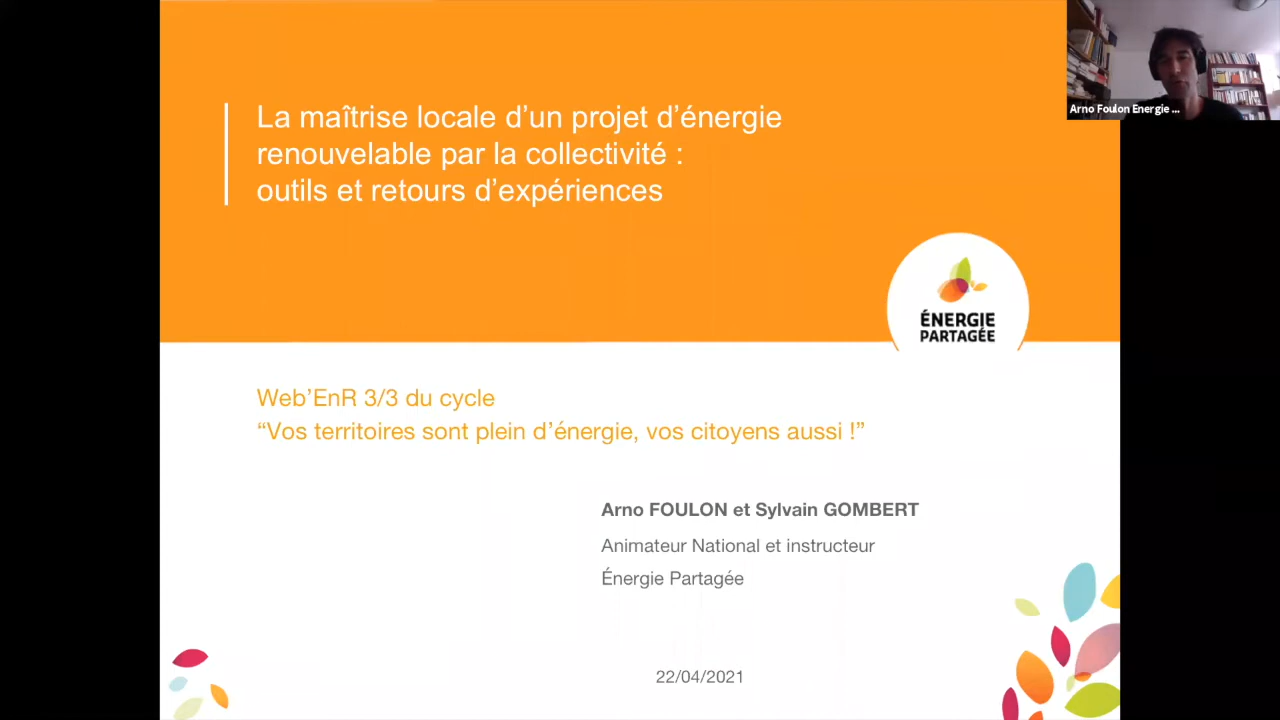 La maîtrise locale d’un projet d’énergie
renouvelable par la collectivité :
outils et retours d’expériences
Arno Foulon Energie ...
ÉNERGIE
PARTAGÉE
Web’EnR 3/3 du cycle
“Vos territoires sont plein d’énergie, vos citoyens aussi !”
Arno FOULON et Sylvain GOMBERT
Animateur National et instructeur
Énergie Partagée
22/04/2021